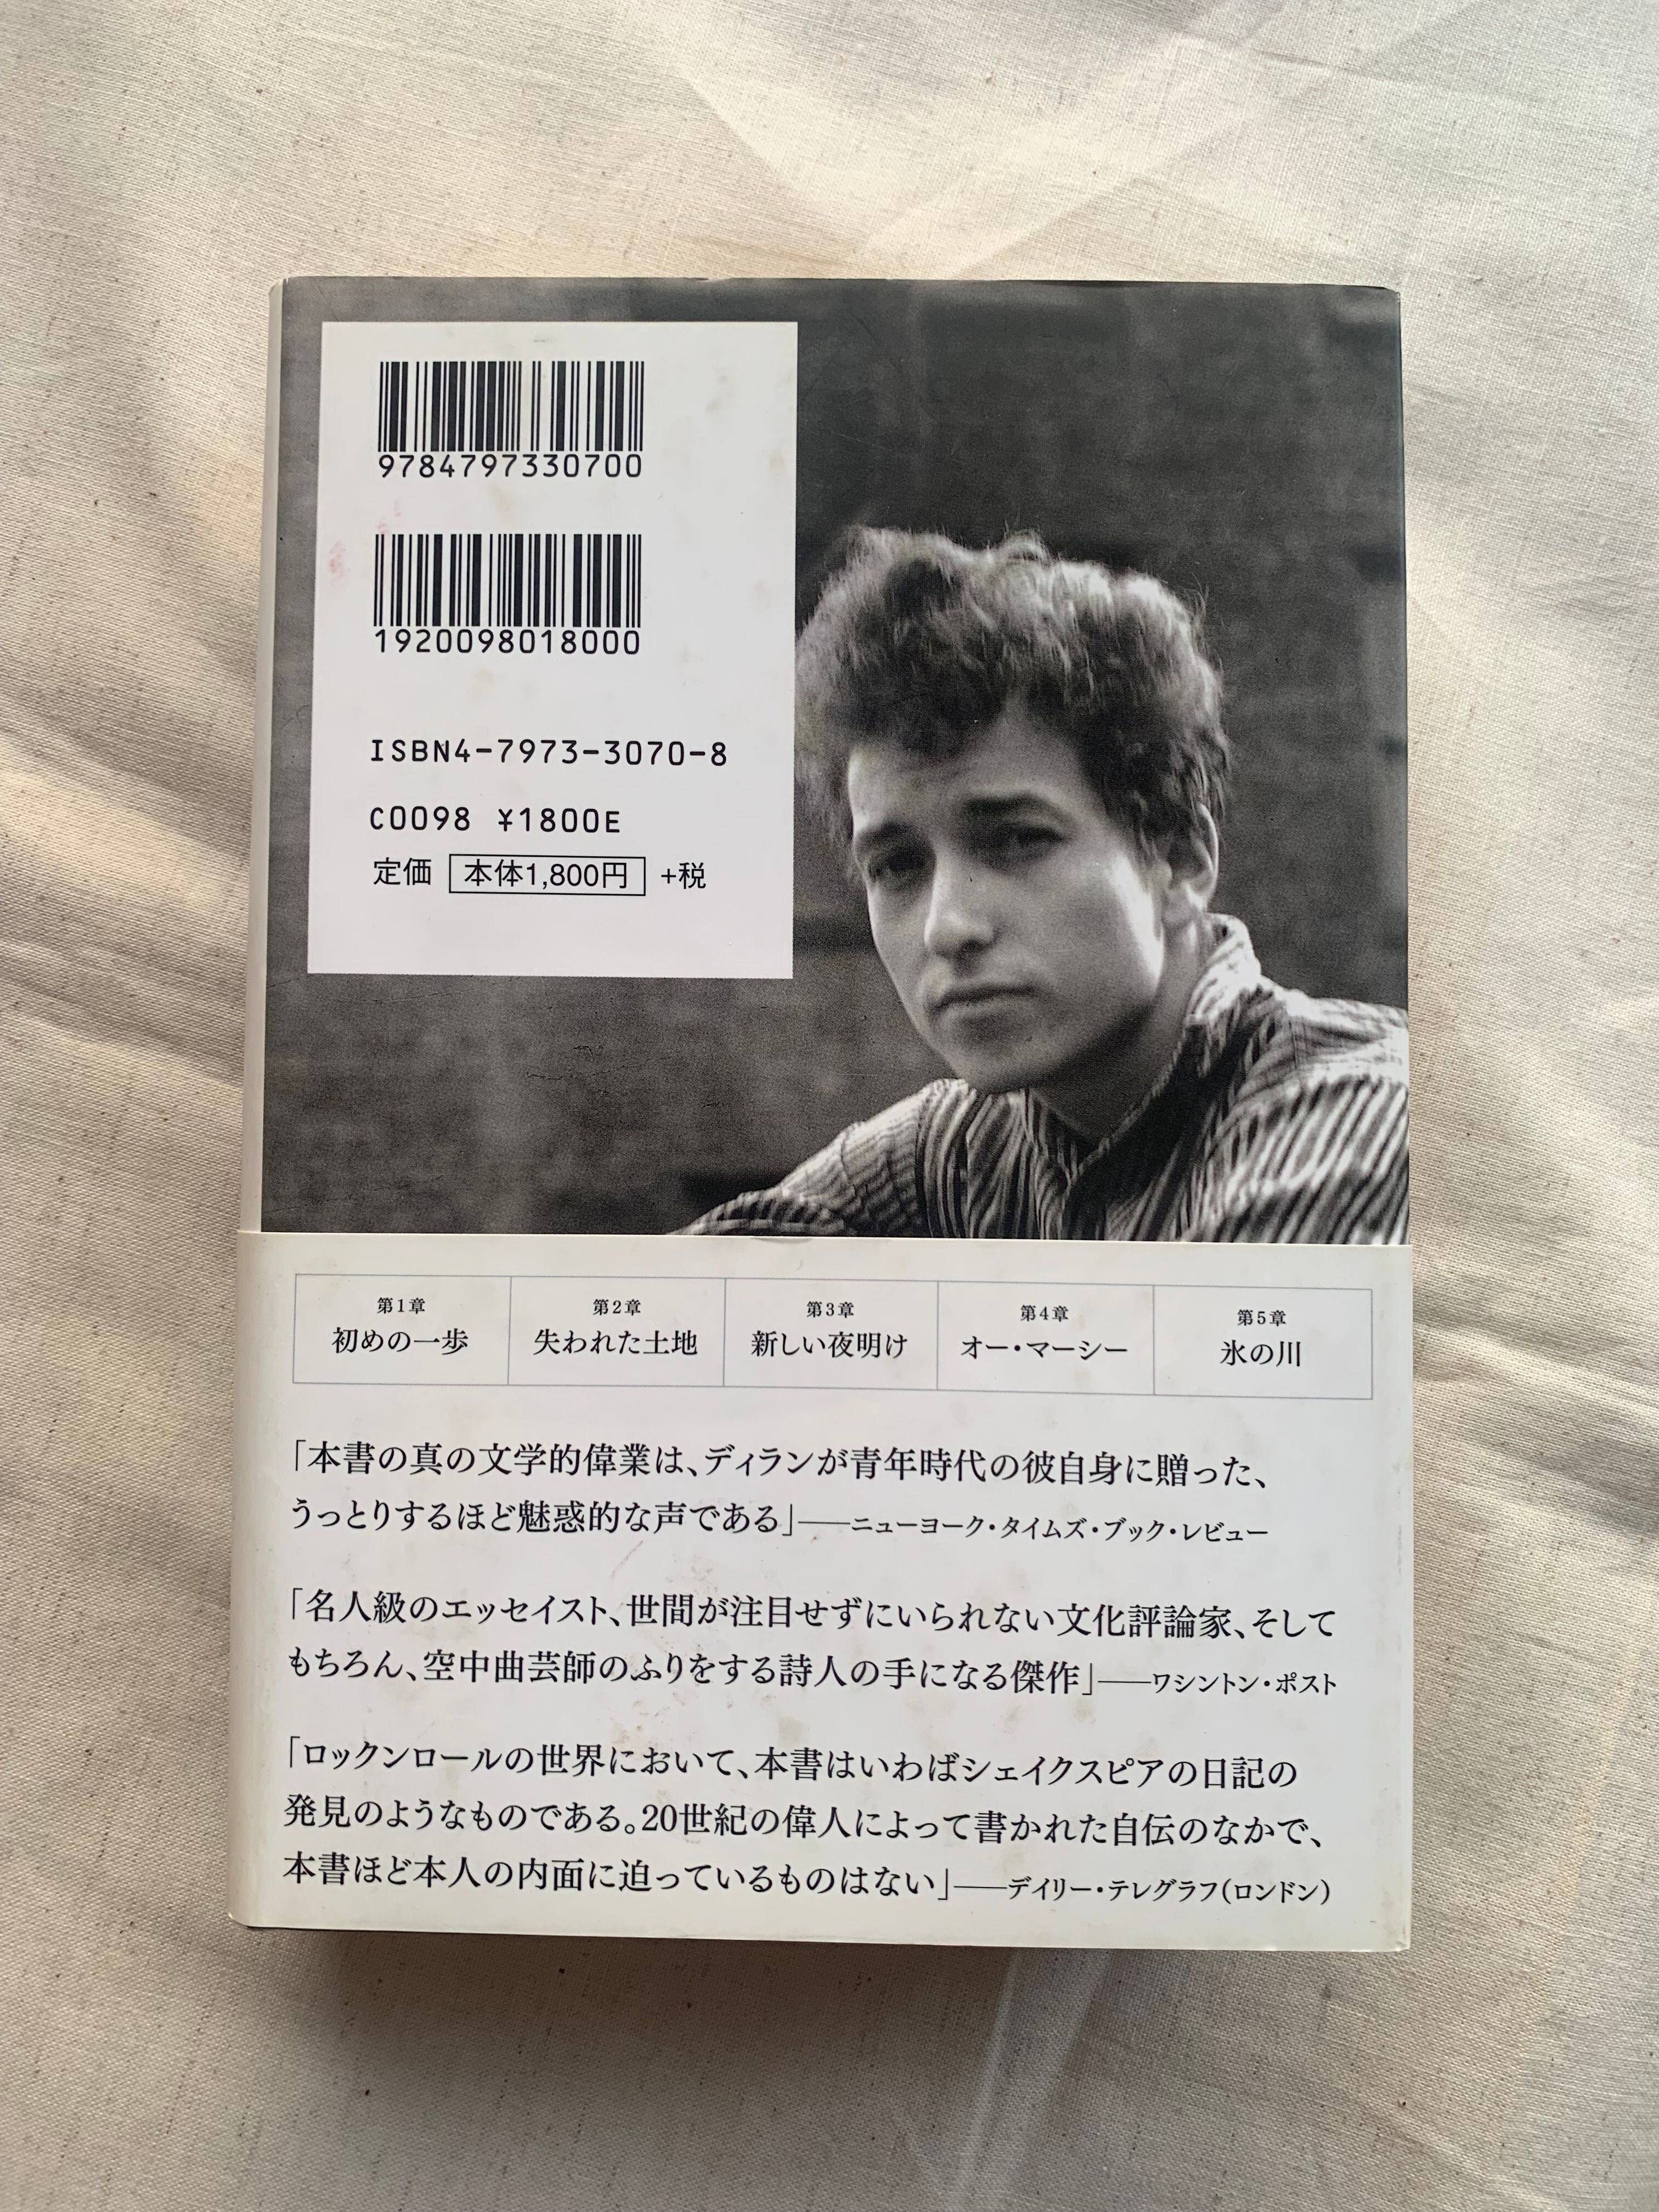 9784797330700
1920098018000
ISBN4-7973-3070-8
C0098 ¥1800E
定価 本体1,800円 +税
第1章
初めの一歩
第2章
失われた土地
第3章
新しい夜明け
第4章
オー・マーシー
第5章
氷の川
「本書の真の文学的偉業は、ディランが青年時代の彼自身に贈った、
うっとりするほど魅惑的な声である」——ニューヨーク・タイムズ・ブック・レビュー
「名人級のエッセイスト、世間が注目せずにいられない文化評論家、そして
もちろん、空中曲芸師のふりをする詩人の手になる傑作」——ワシントン・ポスト
「ロックンロールの世界において、本書はいわばシェイクスピアの日記の
発見のようなものである。20世紀の偉人によって書かれた自伝のなかで、
本書ほど本人の内面に迫っているものはない」——デイリー・テレグラフ(ロンドン)